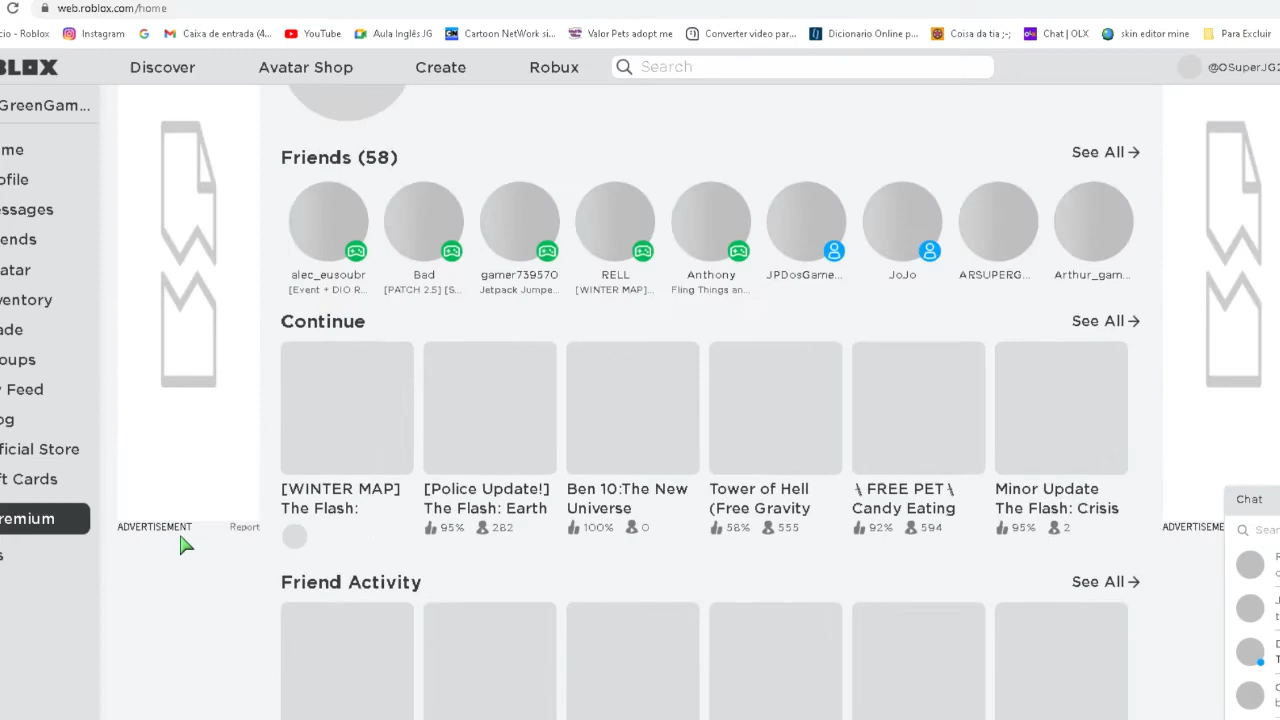 web.roblox.com/home
cio - Roblox Instagram Caixa de entrada (4... YouTube Aula Inglês JG Cartoon NetWork si... Valor Pets adopt me Converter video par... Dicionario Online p... Coisa da tia ;-; Chat | OLX skin editor mine Para Excluir
BLOX Discover Avatar Shop Create Robux Search @OSuperJG2
GreenGam...
me
ofile
essages
ends
atar
ventory
ade
oups
y Feed
og
ficial Store
ft Cards
remium
s
ADVERTISEMENT Report
Friends (58) See All →
alec_eusoubr Bad gamer739570 RELL Anthony JPDosGame... JoJo ARSUPERG... Arthur_gam...
[Event + DIO R... [PATCH 2.5] [S... Jetpack Jumpe... [WINTER MAP]... Fling Things an...
Continue See All →
[WINTER MAP] The Flash:
[Police Update!] The Flash: Earth
95% 282
Ben 10:The New Universe
100% 0
Tower of Hell (Free Gravity
58% 555
\ FREE PET \ Candy Eating
92% 594
Minor Update The Flash: Crisis
95% 2
Friend Activity See All →
ADVERTISEME
Chat
Sear